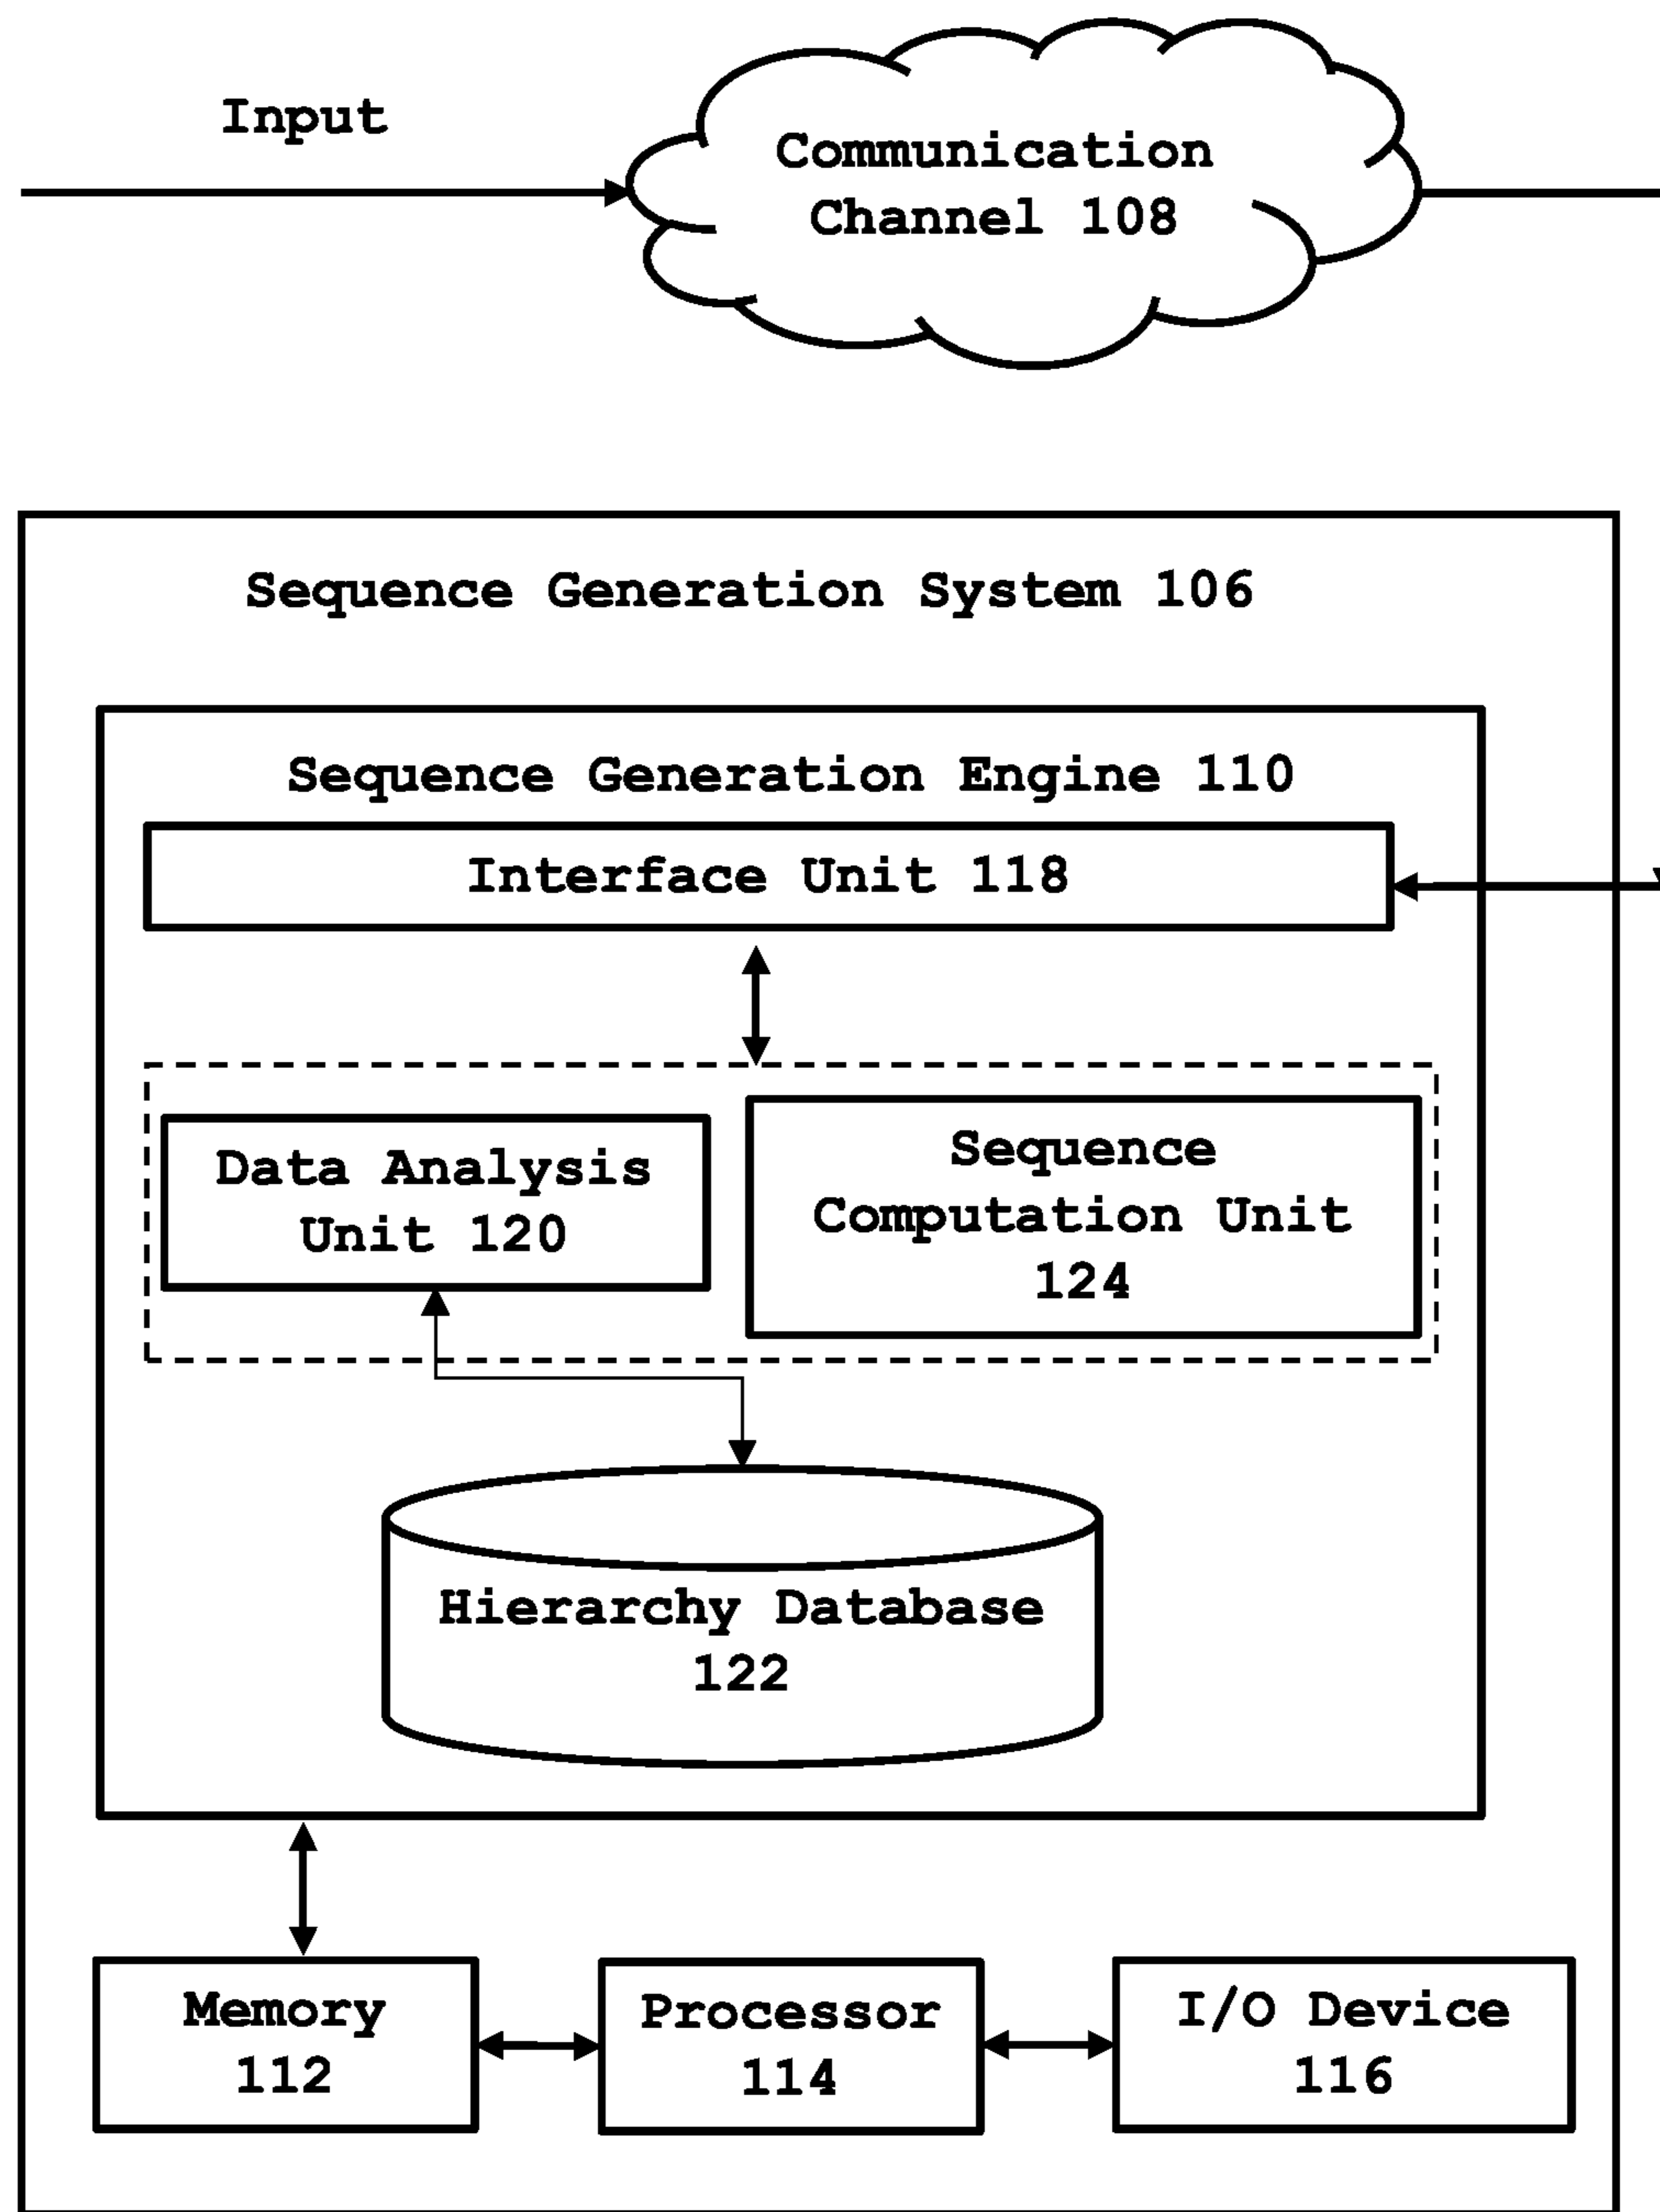 Input
Communication
Channel 108
Sequence Generation System 106
Sequence Generation Engine 110
Interface Unit 118
Data Analysis
Unit 120
Sequence
Computation Unit
124
Hierarchy Database
122
Memory
112
Processor
114
I/O Device
116